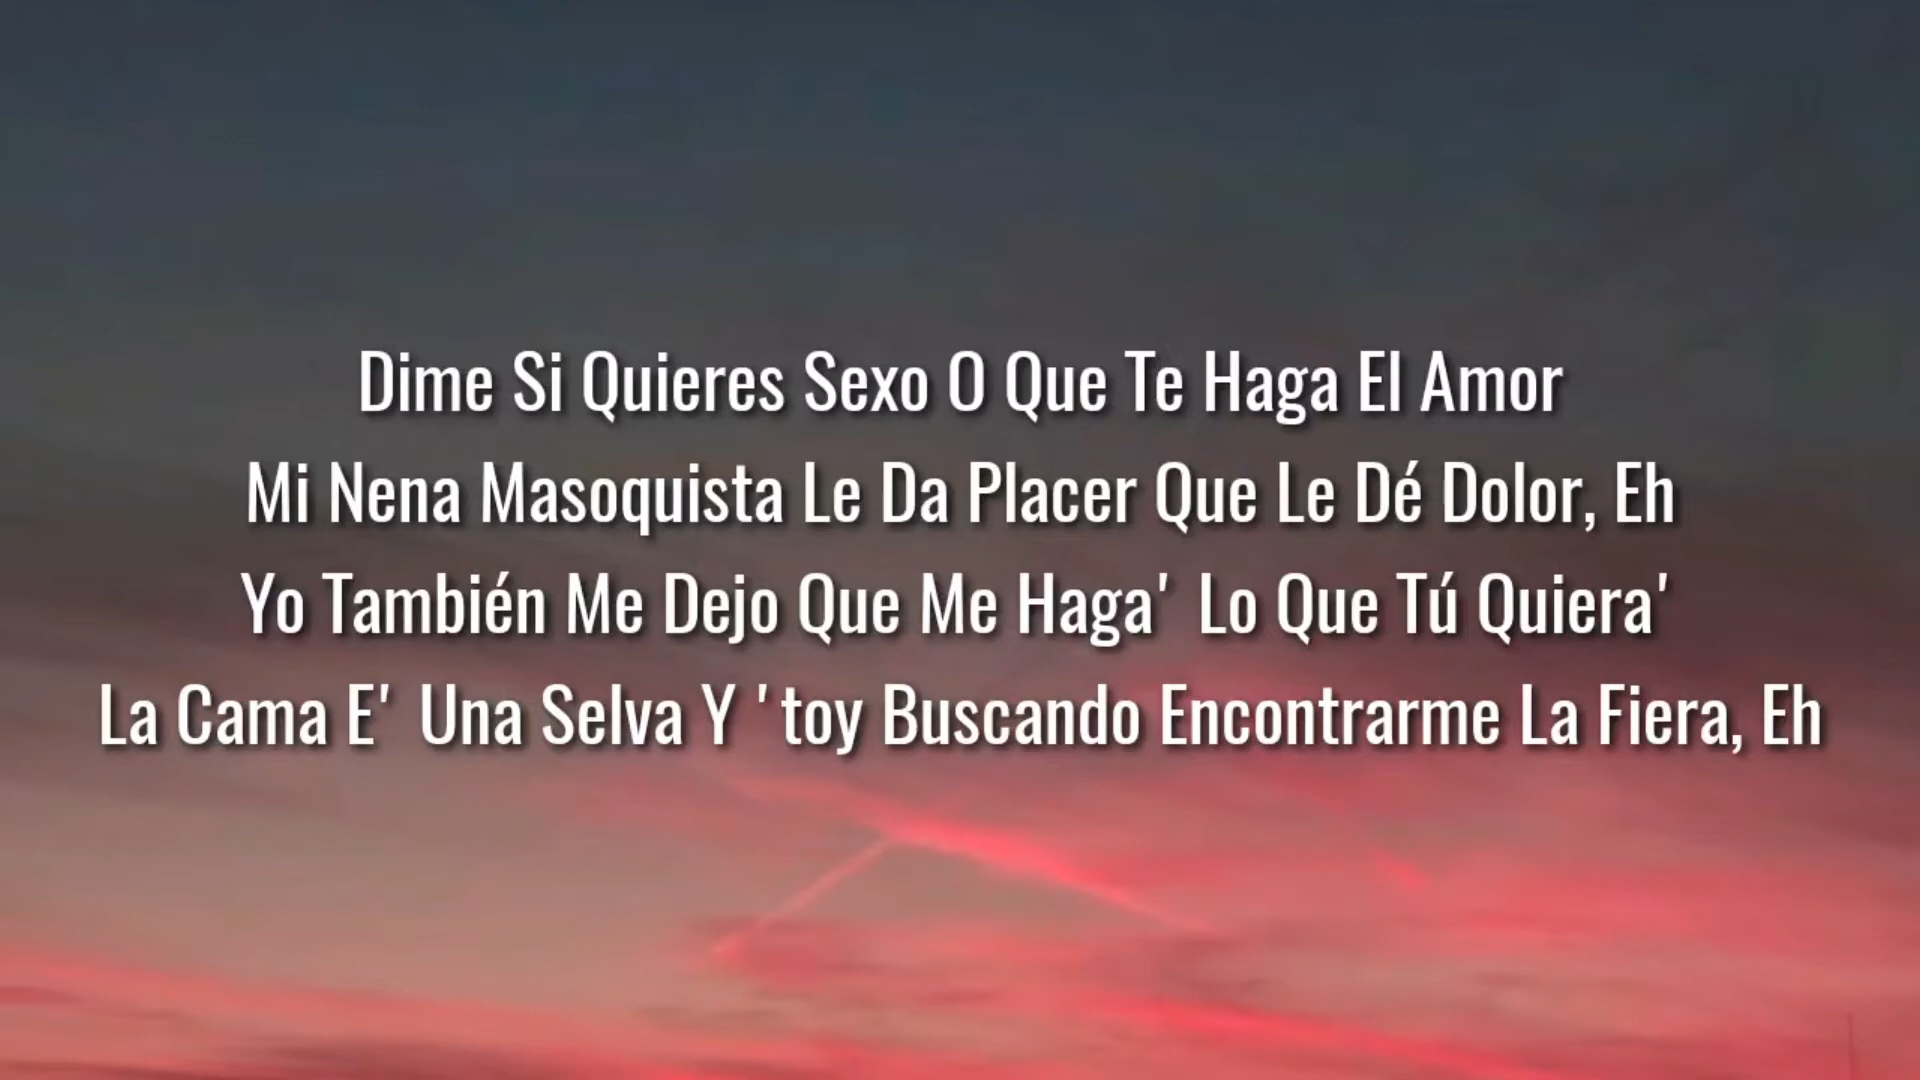 Dime Si Quieres Sexo O Que Te Haga El Amor
Mi Nena Masoquista Le Da Placer Que Le Dé Dolor, Eh
Yo También Me Dejo Que Me Haga' Lo Que Tú Quiera'
La Cama E' Una Selva Y 'toy Buscando Encontrarme La Fiera, Eh